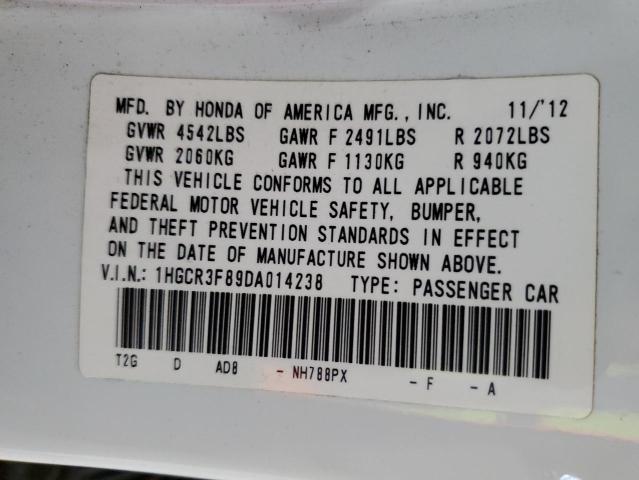 MFD. BY HONDA OF AMERICA MFG., INC. 11/'12
GVWR 4542LBS GAWR F 2491LBS R 2072LBS
GVWR 2060KG GAWR F 1130KG R 940KG
THIS VEHICLE CONFORMS TO ALL APPLICABLE
FEDERAL MOTOR VEHICLE SAFETY, BUMPER,
AND THEFT PREVENTION STANDARDS IN EFFECT
ON THE DATE OF MANUFACTURE SHOWN ABOVE.
V.I.N.: 1HGCR3F89DA014238 TYPE: PASSENGER CAR
T2G D AD8 - NH788PX - F - A